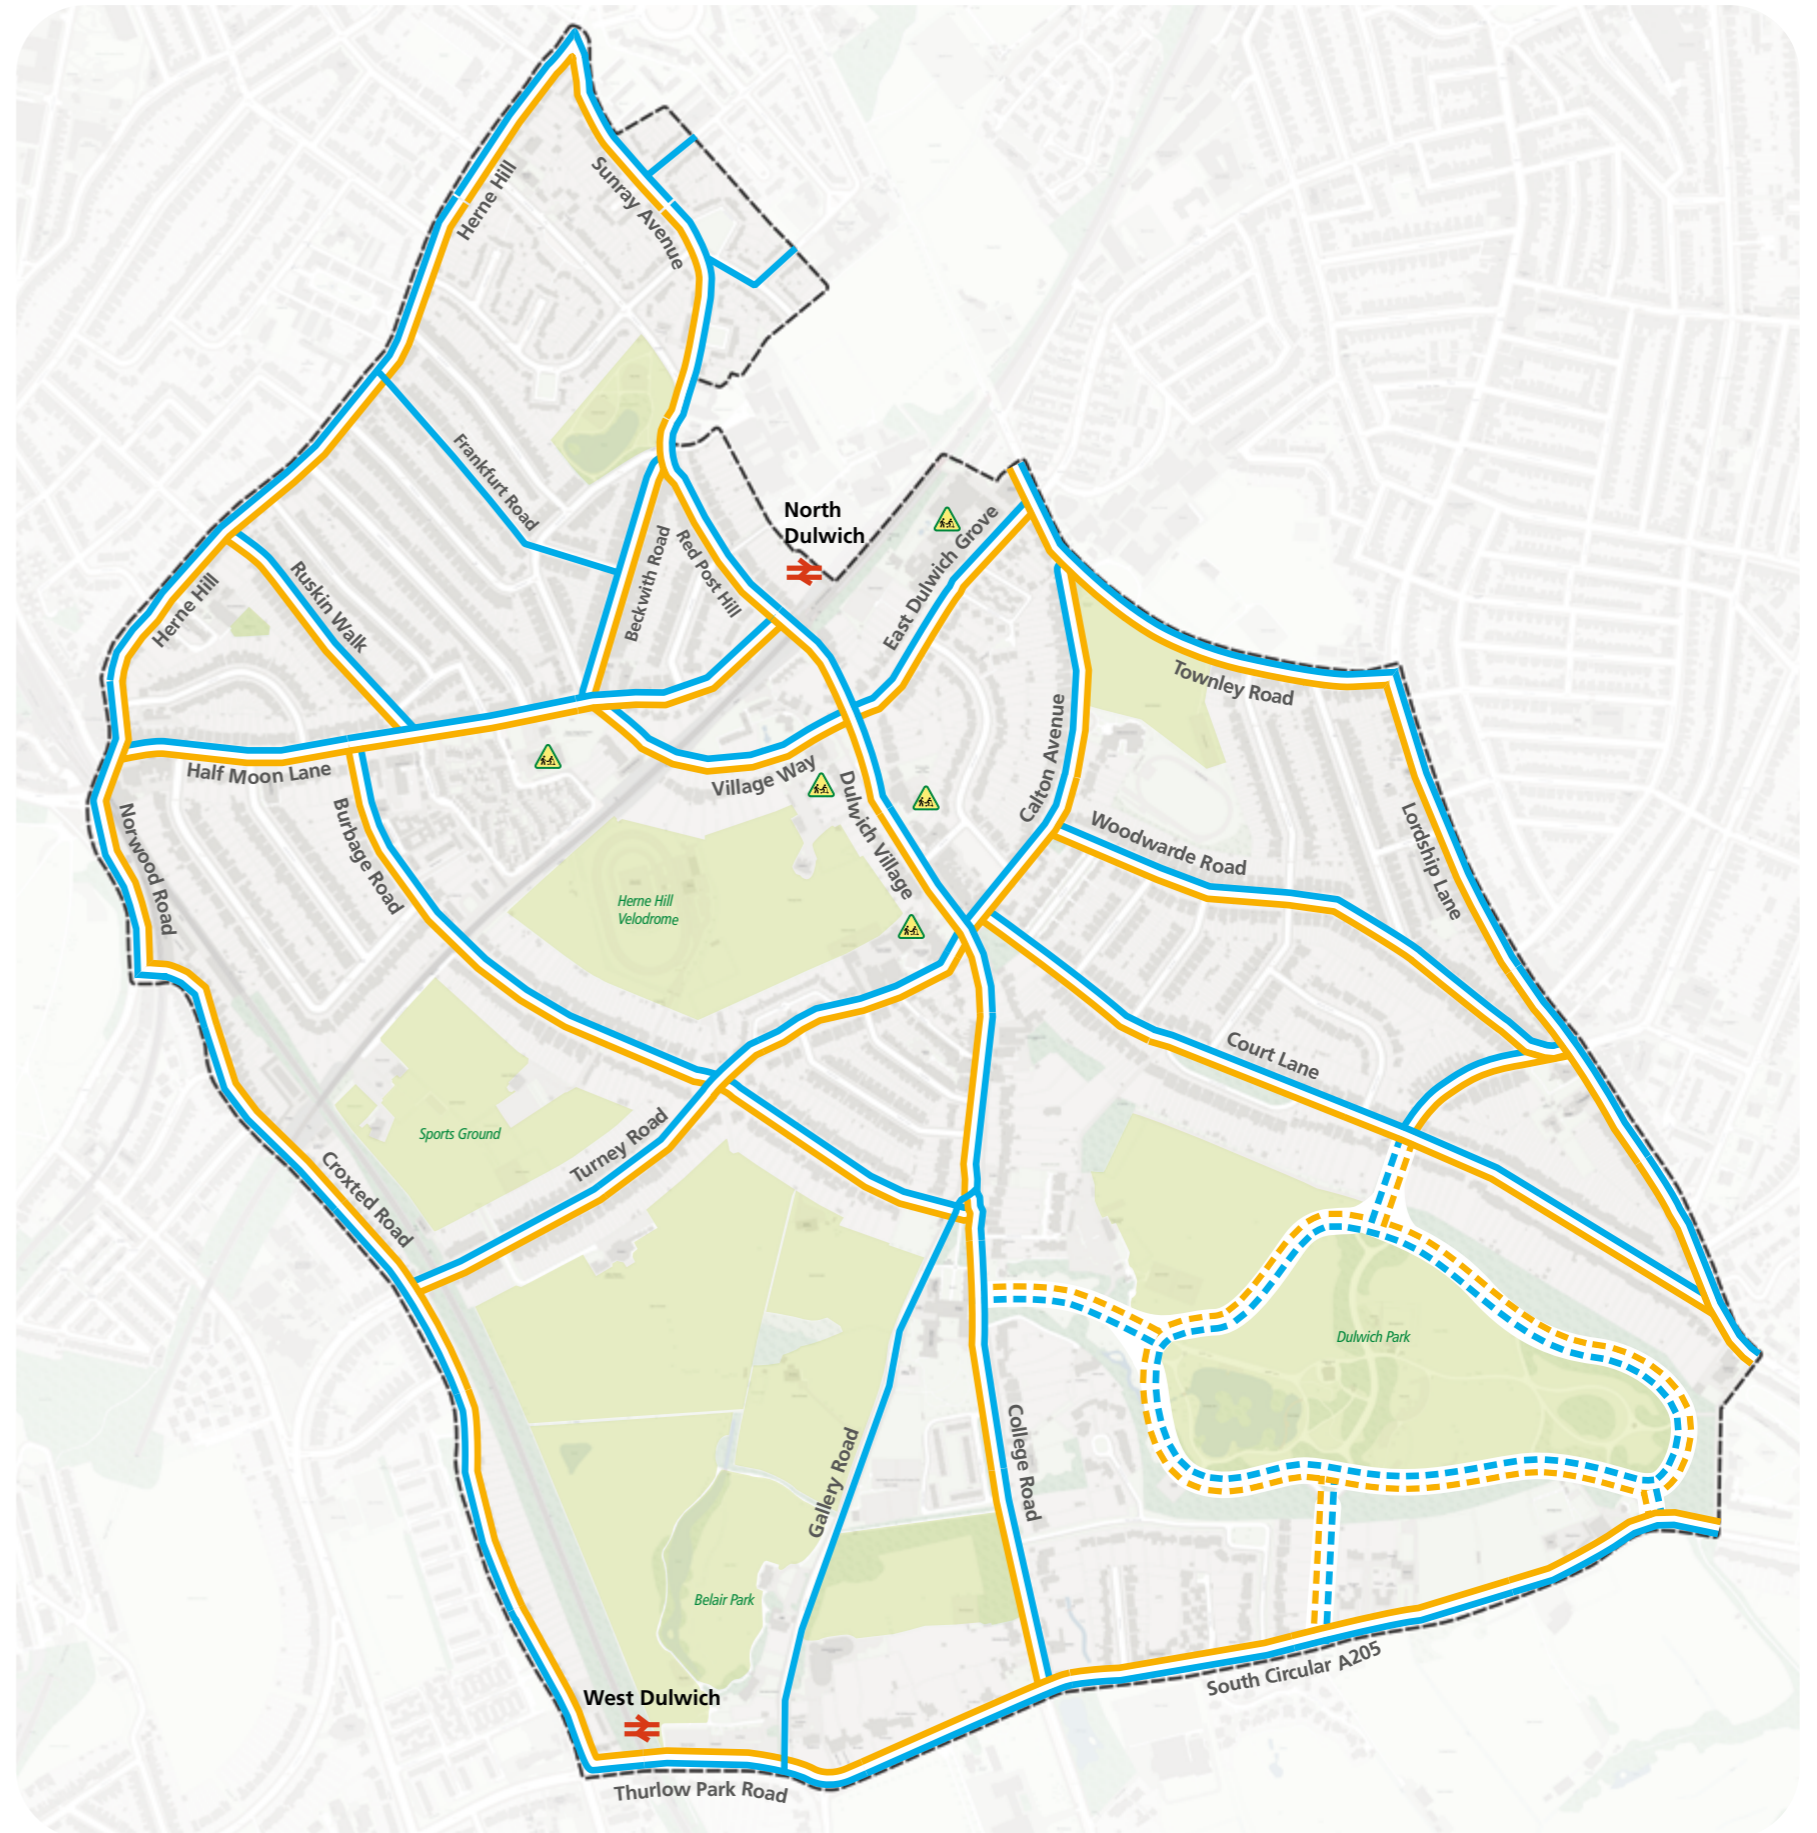 Herne Hill
Sunray Avenue
Frankfurt Road
North
Dulwich
East Dulwich Grove
Beckwith Road
Red Post Hill
Ruskin Walk
Herne Hill
Townley Road
Calton Avenue
Half Moon Lane
Village Way
Dulwich Village
Woodwarde Road
Lordship Lane
Norwood Road
Burbage Road
Herne Hill
Velodrome
Court Lane
Sports Ground
Turney Road
Croxted Road
Dulwich Park
College Road
Gallery Road
Belair Park
South Circular A205
West Dulwich
Thurlow Park Road